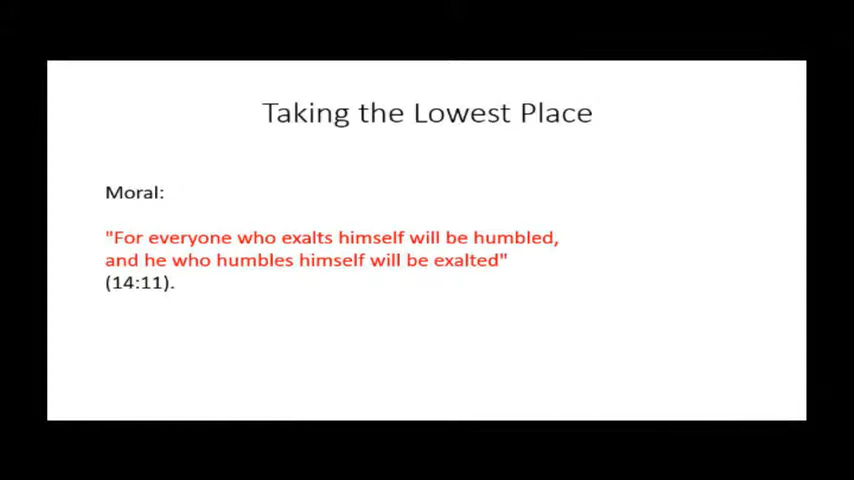 Taking the Lowest Place
Moral:
"For everyone who exalts himself will be humbled,
and he who humbles himself will be exalted"
(14:11).